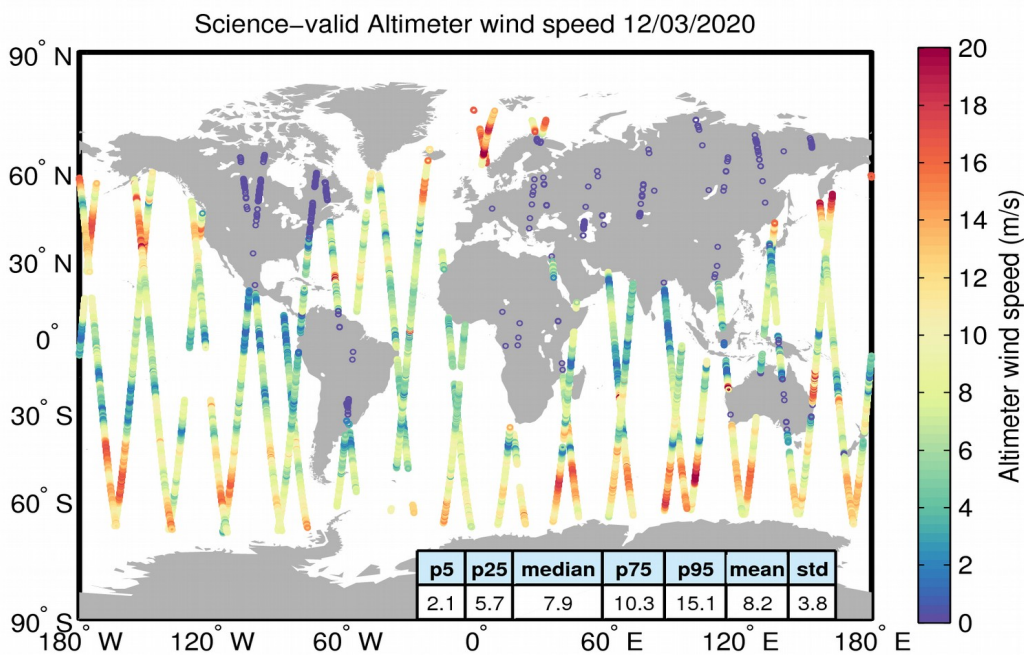 Science−valid Altimeter wind speed 12/03/2020
90° N
60° N
30° N
0°
30° S
60° S
90° S
180° W
120° W
60° W
0°
60° E
120° E
180° E
p5 p25 median p75 p95 mean std
2.1 5.7 7.9 10.3 15.1 8.2 3.8
20
18
16
14
12
10
8
6
4
2
0
Altimeter wind speed (m/s)